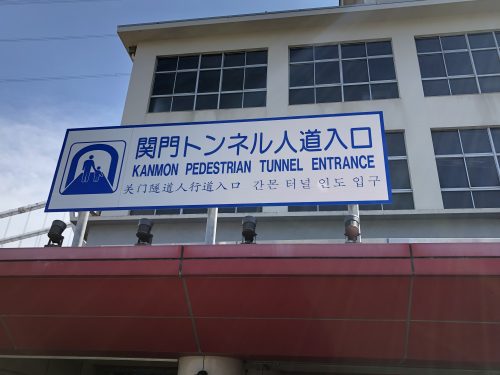 関門トンネル人道入口
KANMON PEDESTRIAN TUNNEL ENTRANCE
关门隧道人行道入口 간몬 터널 인도 입구